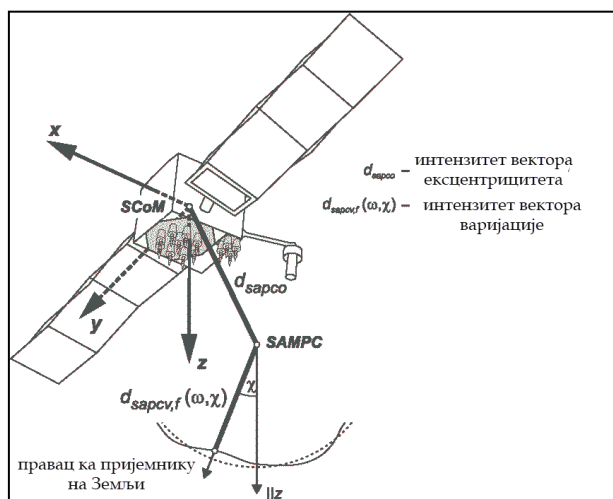 x
SCoM
y
z
d_sapco
SAMPC
d_sapcv,f (ω,χ)
χ
||z
правац ка пријемнику
на Земљи
d_sapco – интензитет вектора
ексцентрицитета
d_sapcv,f (ω,χ) – интензитет вектора
варијације